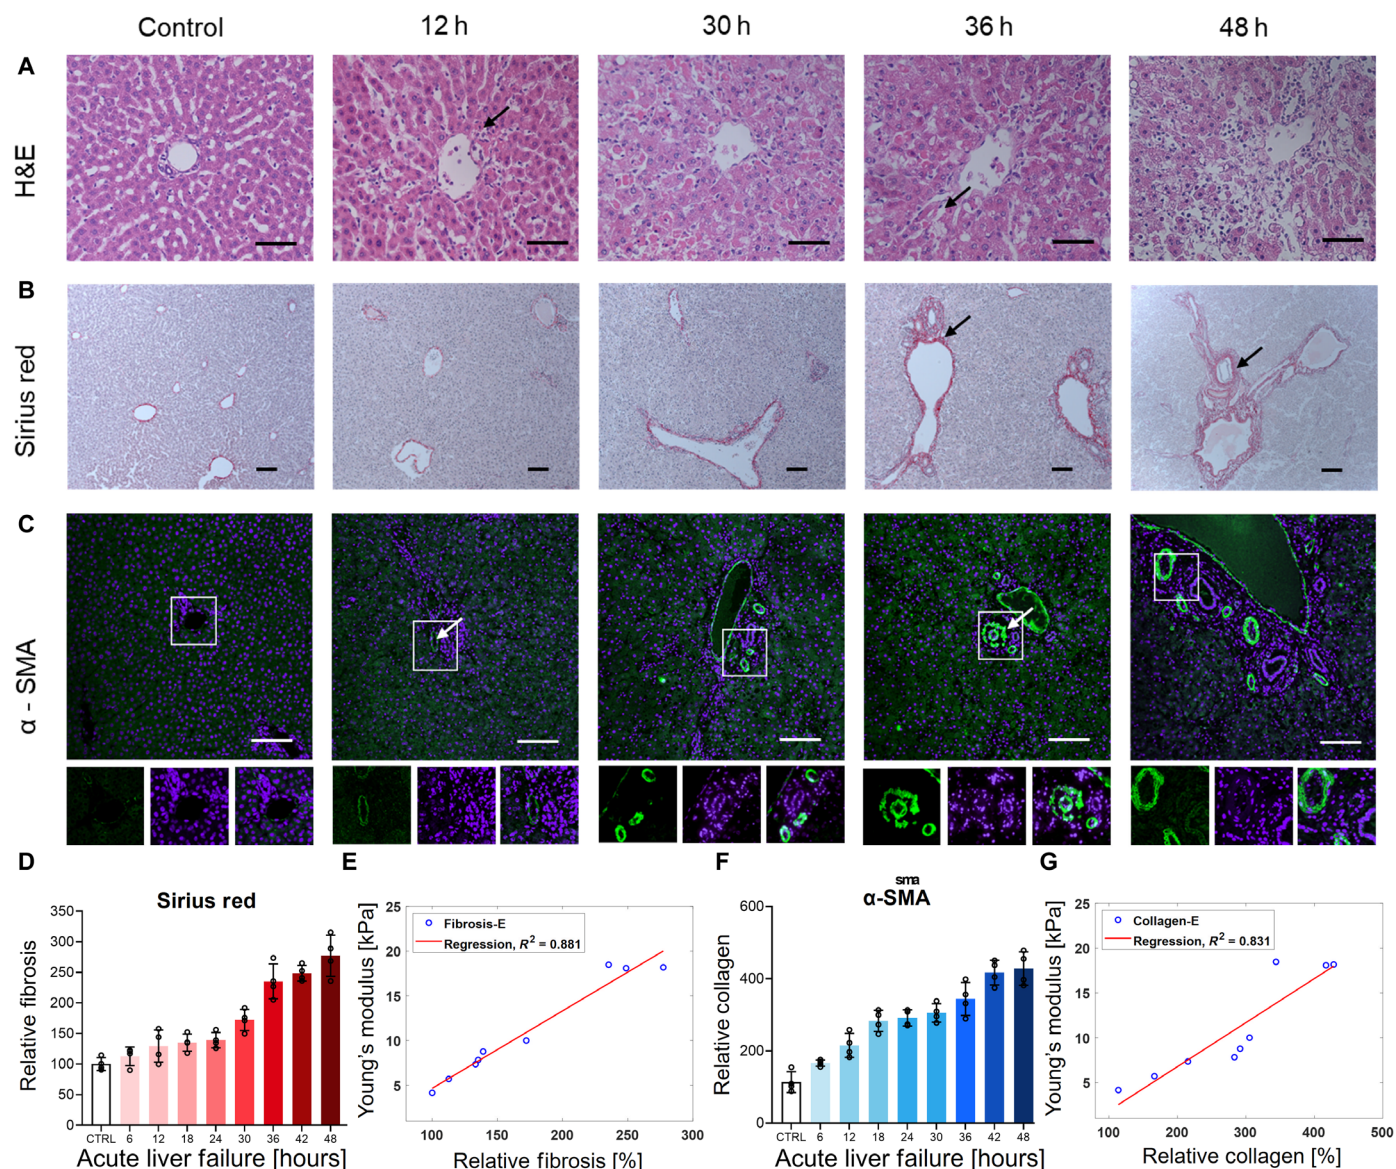 Control 12 h 30 h 36 h 48 h
A
H&E
B
Sirius red
C
α - SMA
D
Sirius red
Relative fibrosis
350
300
250
200
150
100
50
0
CTRL 6 12 18 24 30 36 42 48
Acute liver failure [hours]
E
Young's modulus [kPa]
25
20
15
10
5
Fibrosis-E
Regression, R² = 0.881
100 150 200 250 300
Relative fibrosis [%]
F
sma
α-SMA
Relative collagen
600
400
200
0
CTRL 6 12 18 24 30 36 42 48
Acute liver failure [hours]
G
Young's modulus [kPa]
25
20
15
10
5
Collagen-E
Regression, R² = 0.831
100 200 300 400 500
Relative collagen [%]